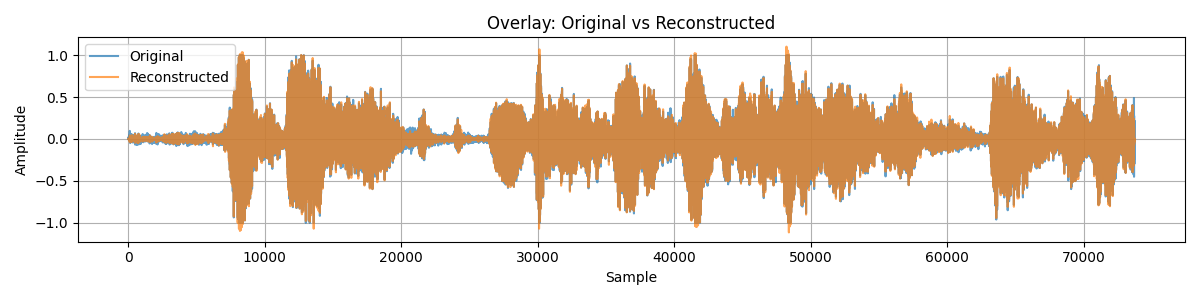 Overlay: Original vs Reconstructed
Original
Reconstructed
Amplitude
1.0
0.5
0.0
−0.5
−1.0
0
10000
20000
30000
40000
50000
60000
70000
Sample